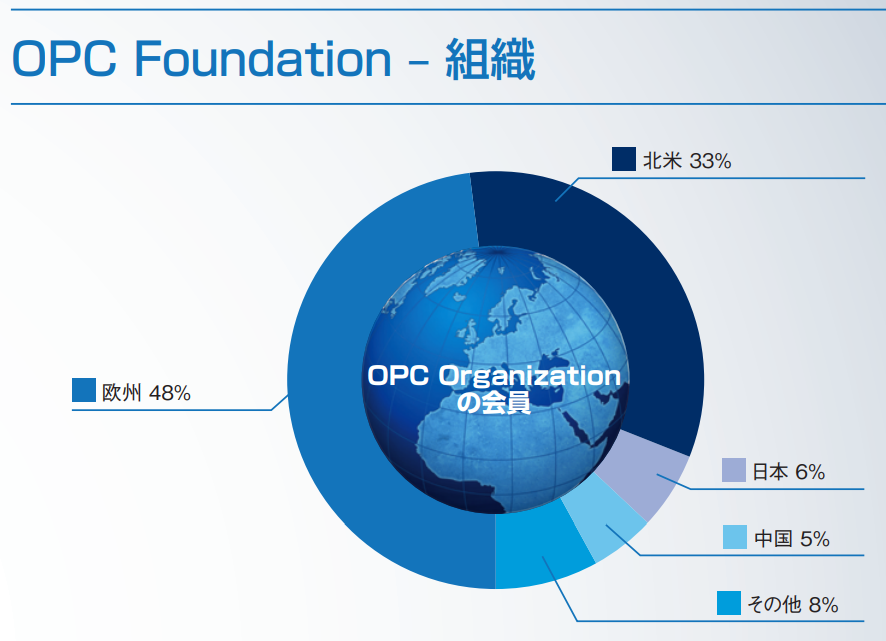 OPC Foundation – 組織
北米 33%
欧州 48%
OPC Organization
の会員
日本 6%
中国 5%
その他 8%